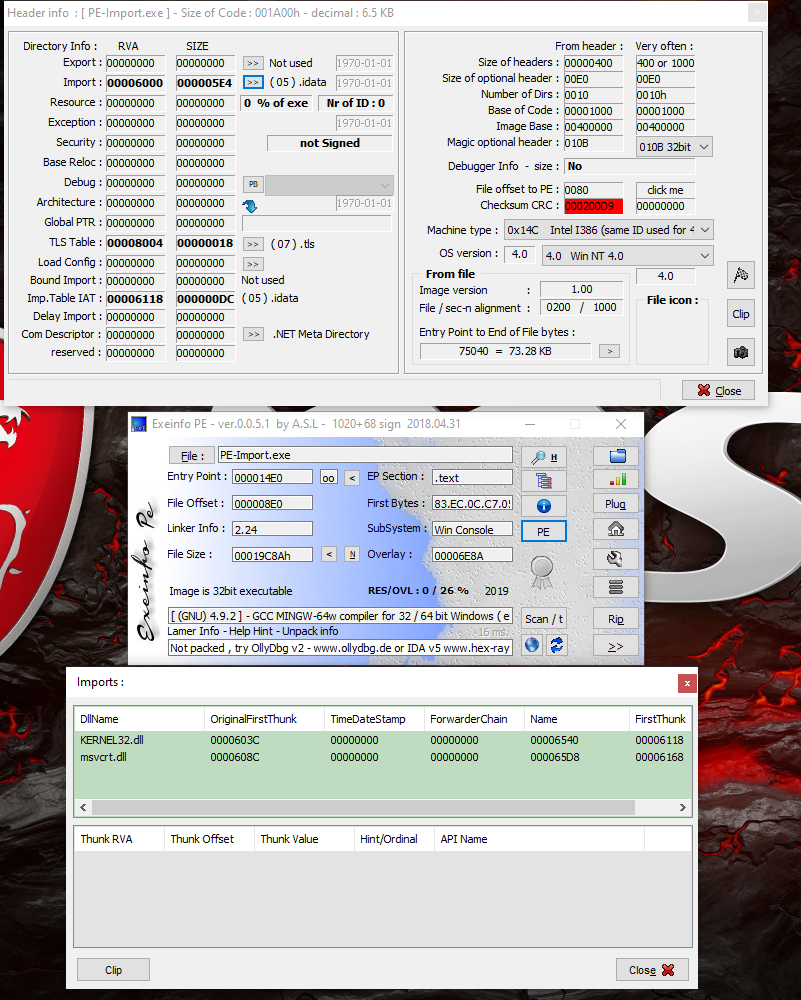 Header info : [ PE-Import.exe ] - Size of Code : 001A00h - decimal : 6.5 KB
Directory Info : RVA SIZE
Export : 00000000 00000000 >> Not used 1970-01-01
Import : 00006000 000005E4 >> ( 05 ) .idata 1970-01-01
Resource : 00000000 00000000 0 % of exe Nr of ID : 0
Exception : 00000000 00000000 1970-01-01
Security : 00000000 00000000 not Signed
Base Reloc : 00000000 00000000
Debug : 00000000 00000000 PB
Architecture : 00000000 00000000 1970-01-01
Global PTR : 00000000 00000000
TLS Table : 00008004 00000018 >> ( 07 ) .tls
Load Config : 00000000 00000000 >>
Bound Import : 00000000 00000000 Not used
Imp.Table IAT : 00006118 000000DC ( 05 ) .idata
Delay Import : 00000000 00000000
Com Descriptor : 00000000 00000000 >> .NET Meta Directory
reserved : 00000000 00000000
From header : Very often :
Size of headers : 00000400 400 or 1000
Size of optional header : 00E0 00E0
Number of Dirs : 0010 0010h
Base of Code : 00001000 00001000
Image Base : 00400000 00400000
Magic optional header : 010B 010B 32bit
Debugger Info - size : No
File offset to PE : 0080 click me
Checksum CRC : 000200D9 00000000
Machine type : 0x14C Intel I386 (same ID used for 4
OS version : 4.0 4.0 Win NT 4.0
From file 4.0
Image version : 1.00
File / sec-n alignment : 0200 / 1000
File icon :
Entry Point to End of File bytes :
75040 = 73.28 KB >
Clip
Close
Exeinfo PE - ver.0.0.5.1 by A.S.L - 1020+68 sign 2018.04.31
Exeinfo Pe
File : PE-Import.exe H
Entry Point : 000014E0 oo < EP Section : .text
File Offset : 000008E0 First Bytes : 83.EC.0C.C7.05 Plug
Linker Info : 2.24 SubSystem : Win Console PE
File Size : 00019C8Ah < N Overlay : 00006E8A
Image is 32bit executable RES/OVL : 0 / 26 % 2019
[ (GNU) 4.9.2 ] - GCC MINGW-64w compiler for 32 / 64 bit Windows ( e Scan / t Rip
Lamer Info - Help Hint - Unpack info 16 ms.
Not packed , try OllyDbg v2 - www.ollydbg.de or IDA v5 www.hex-ray >>
Imports :
DllName OriginalFirstThunk TimeDateStamp ForwarderChain Name FirstThunk
KERNEL32.dll 0000603C 00000000 00000000 00006540 00006118
msvcrt.dll 0000608C 00000000 00000000 000065D8 00006168
Thunk RVA Thunk Offset Thunk Value Hint/Ordinal API Name
Clip Close